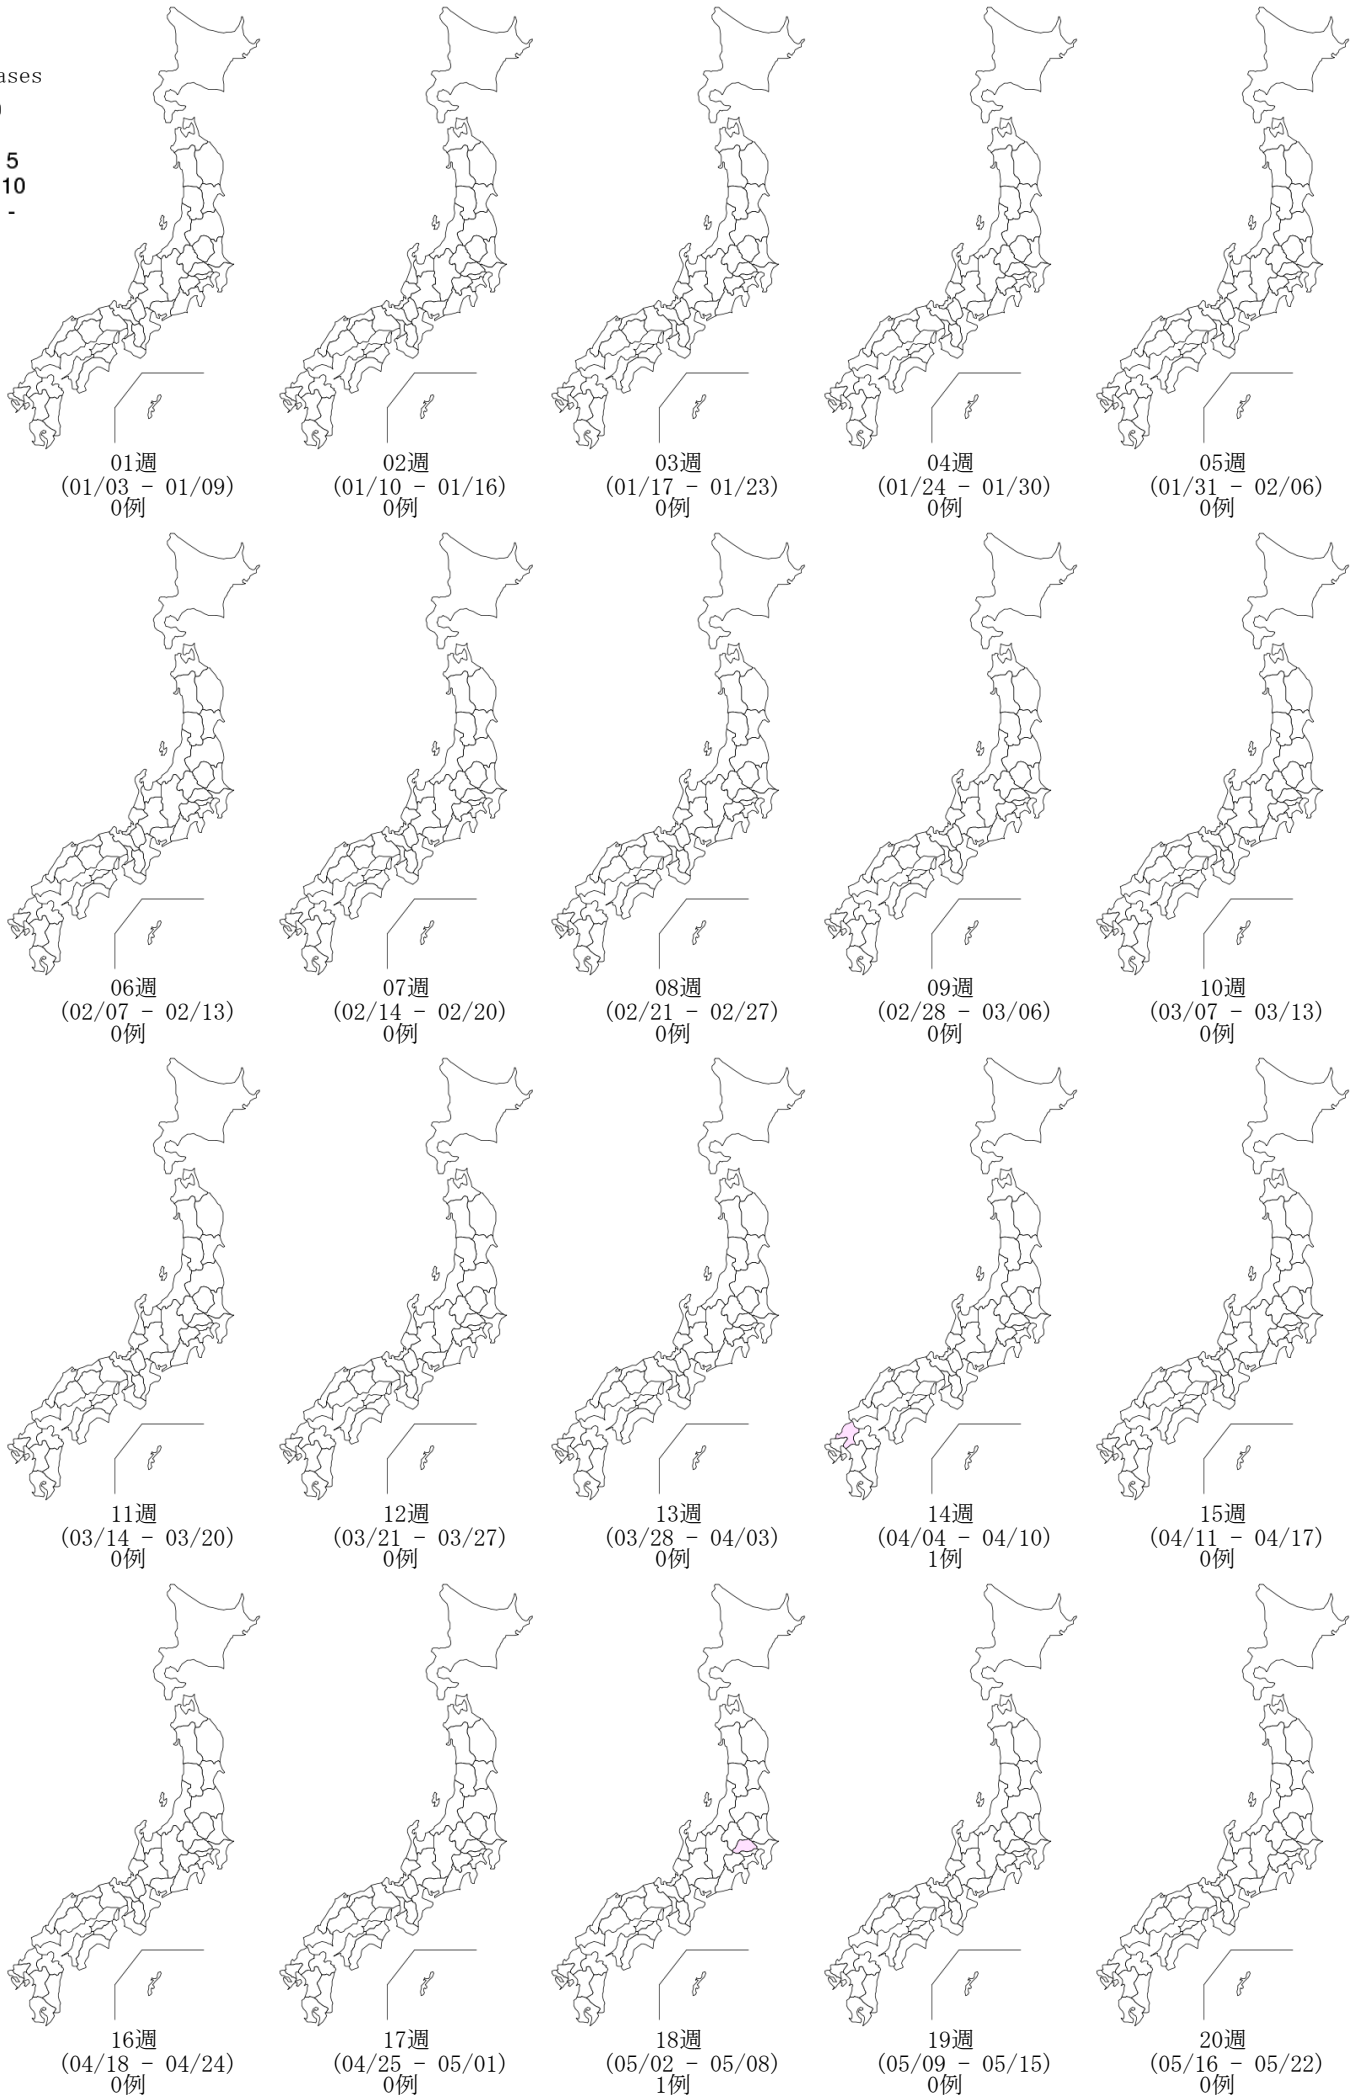 ases
5
10
-
01週
(01/03 - 01/09)
0例
02週
(01/10 - 01/16)
0例
03週
(01/17 - 01/23)
0例
04週
(01/24 - 01/30)
0例
05週
(01/31 - 02/06)
0例
06週
(02/07 - 02/13)
0例
07週
(02/14 - 02/20)
0例
08週
(02/21 - 02/27)
0例
09週
(02/28 - 03/06)
0例
10週
(03/07 - 03/13)
0例
11週
(03/14 - 03/20)
0例
12週
(03/21 - 03/27)
0例
13週
(03/28 - 04/03)
0例
14週
(04/04 - 04/10)
1例
15週
(04/11 - 04/17)
0例
16週
(04/18 - 04/24)
0例
17週
(04/25 - 05/01)
0例
18週
(05/02 - 05/08)
1例
19週
(05/09 - 05/15)
0例
20週
(05/16 - 05/22)
0例